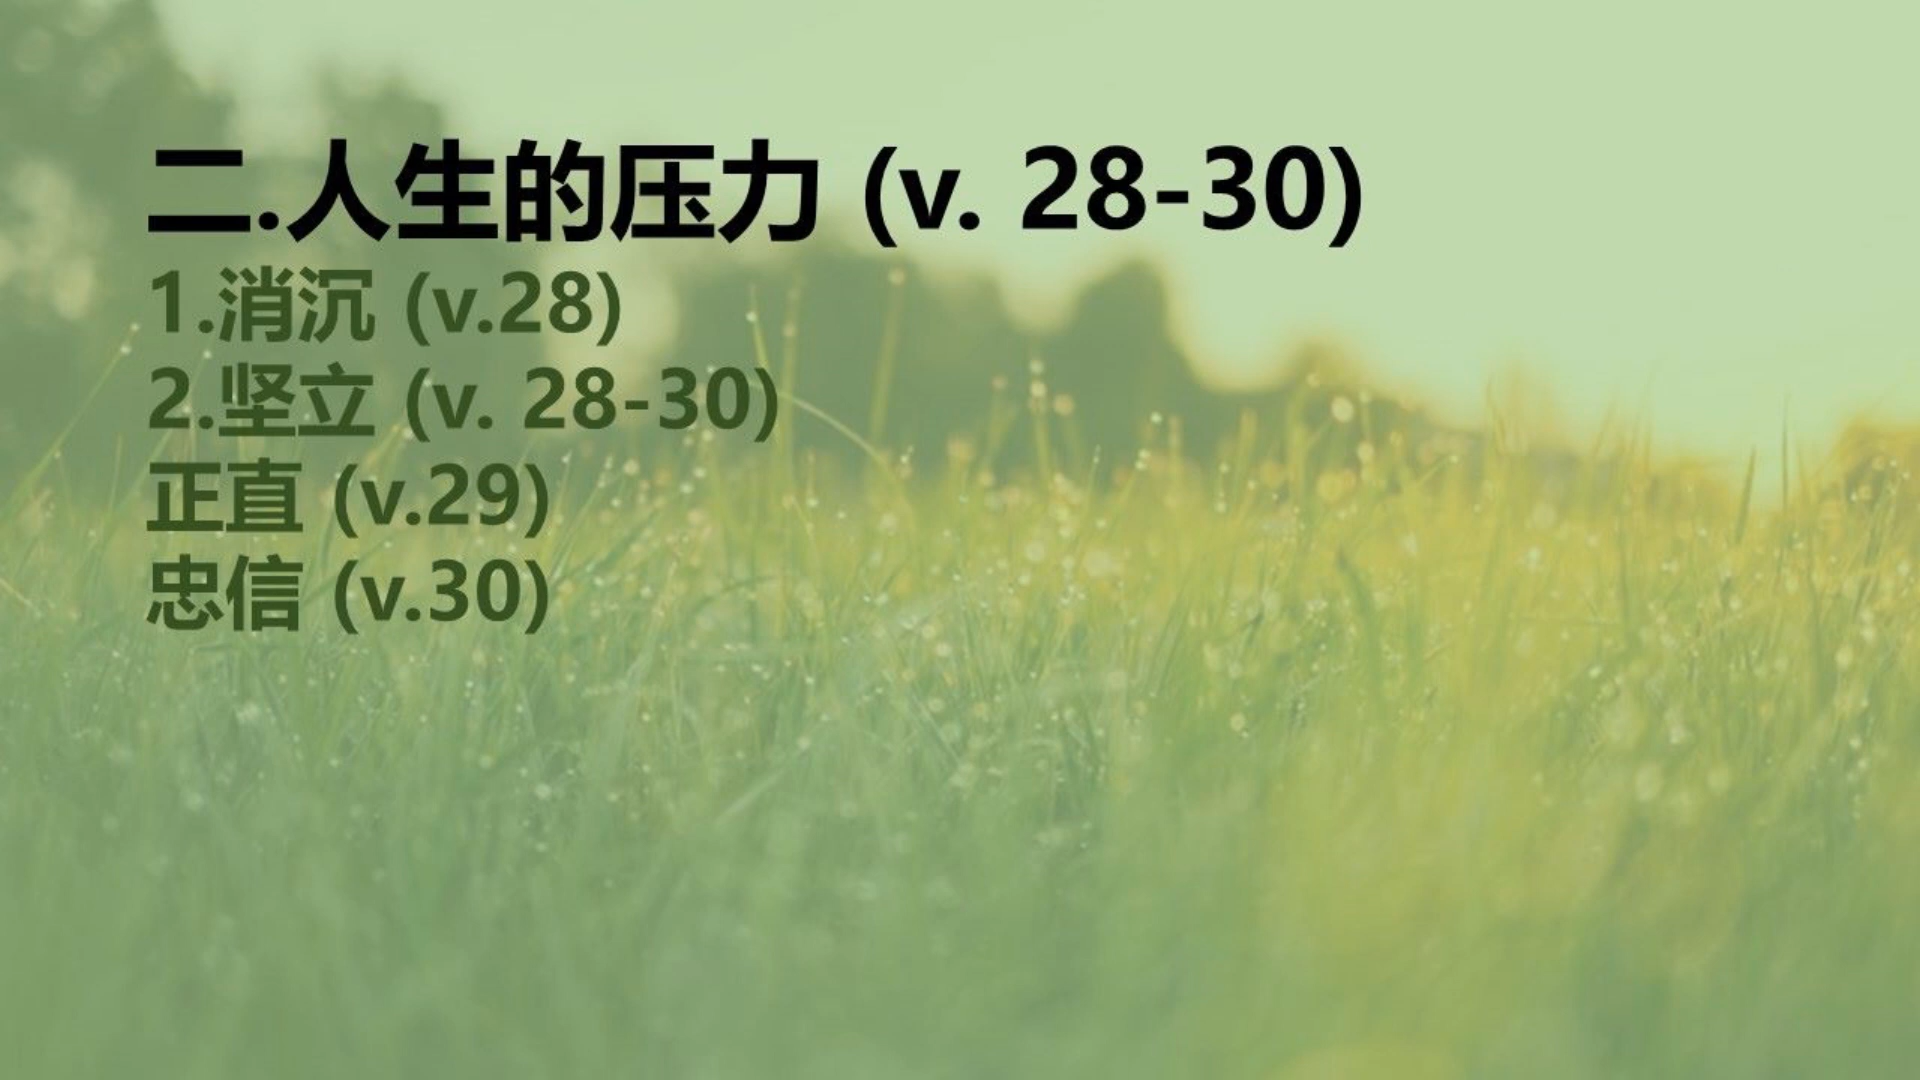 二.人生的压力 (v. 28-30)
1.消沉 (v.28)
2.坚立 (v. 28-30)
正直 (v.29)
忠信 (v.30)